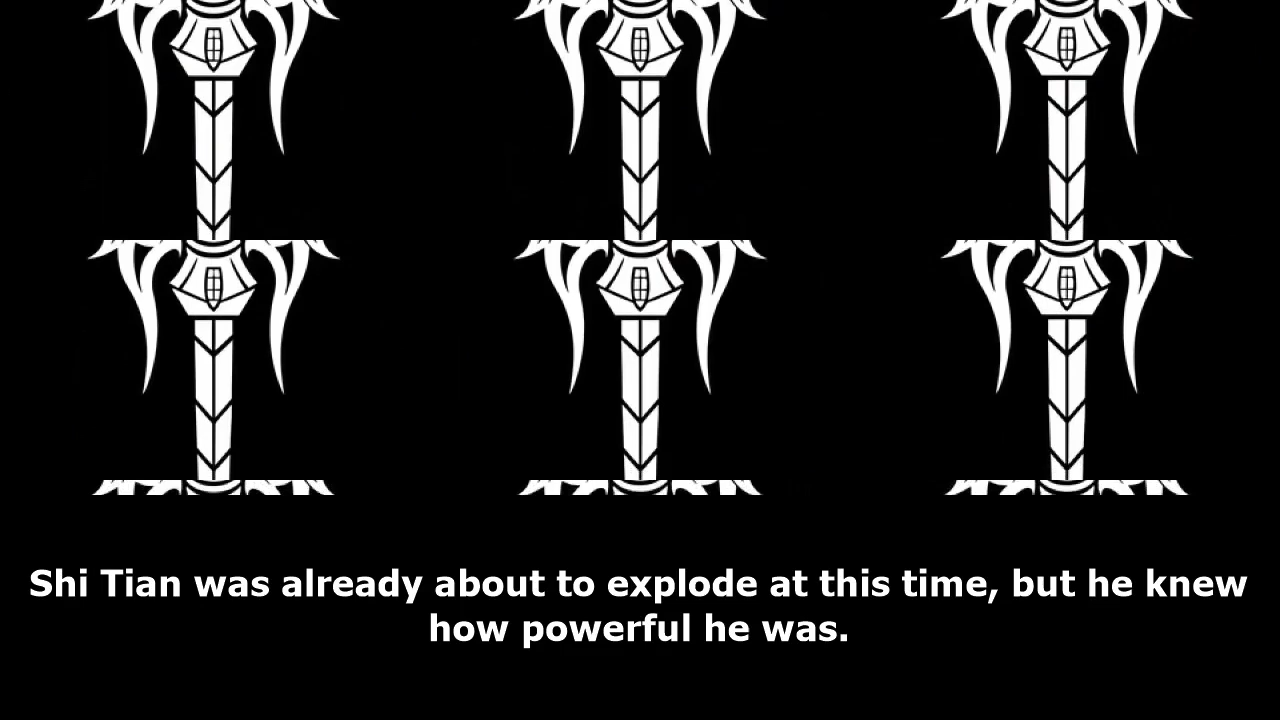 Shi Tian was already about to explode at this time, but he knew
how powerful he was.